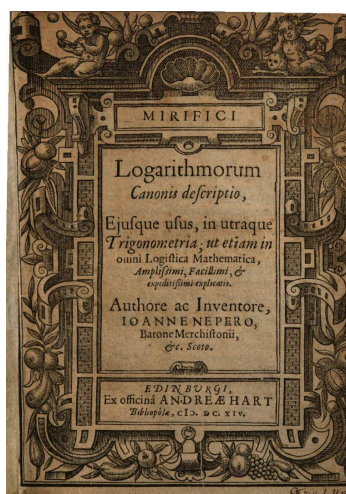 MIRIFICI
Logarithmorum
Canonis deſcriptio,
Ejuſque uſus, in utraque
Trigonometria; ut etiam in
omni Logiſtica Mathematica,
Ampliſſimi, Facillimi, &
expeditiſſimi explicatio.
Authore ac Inventore,
IOANNE NEPERO,
Barone Merchiſtonii,
&c. Scoto.
EDINBURGI,
Ex officinâ ANDREÆ HART
Bibliopôlæ, CIↃ. DC. XIV.